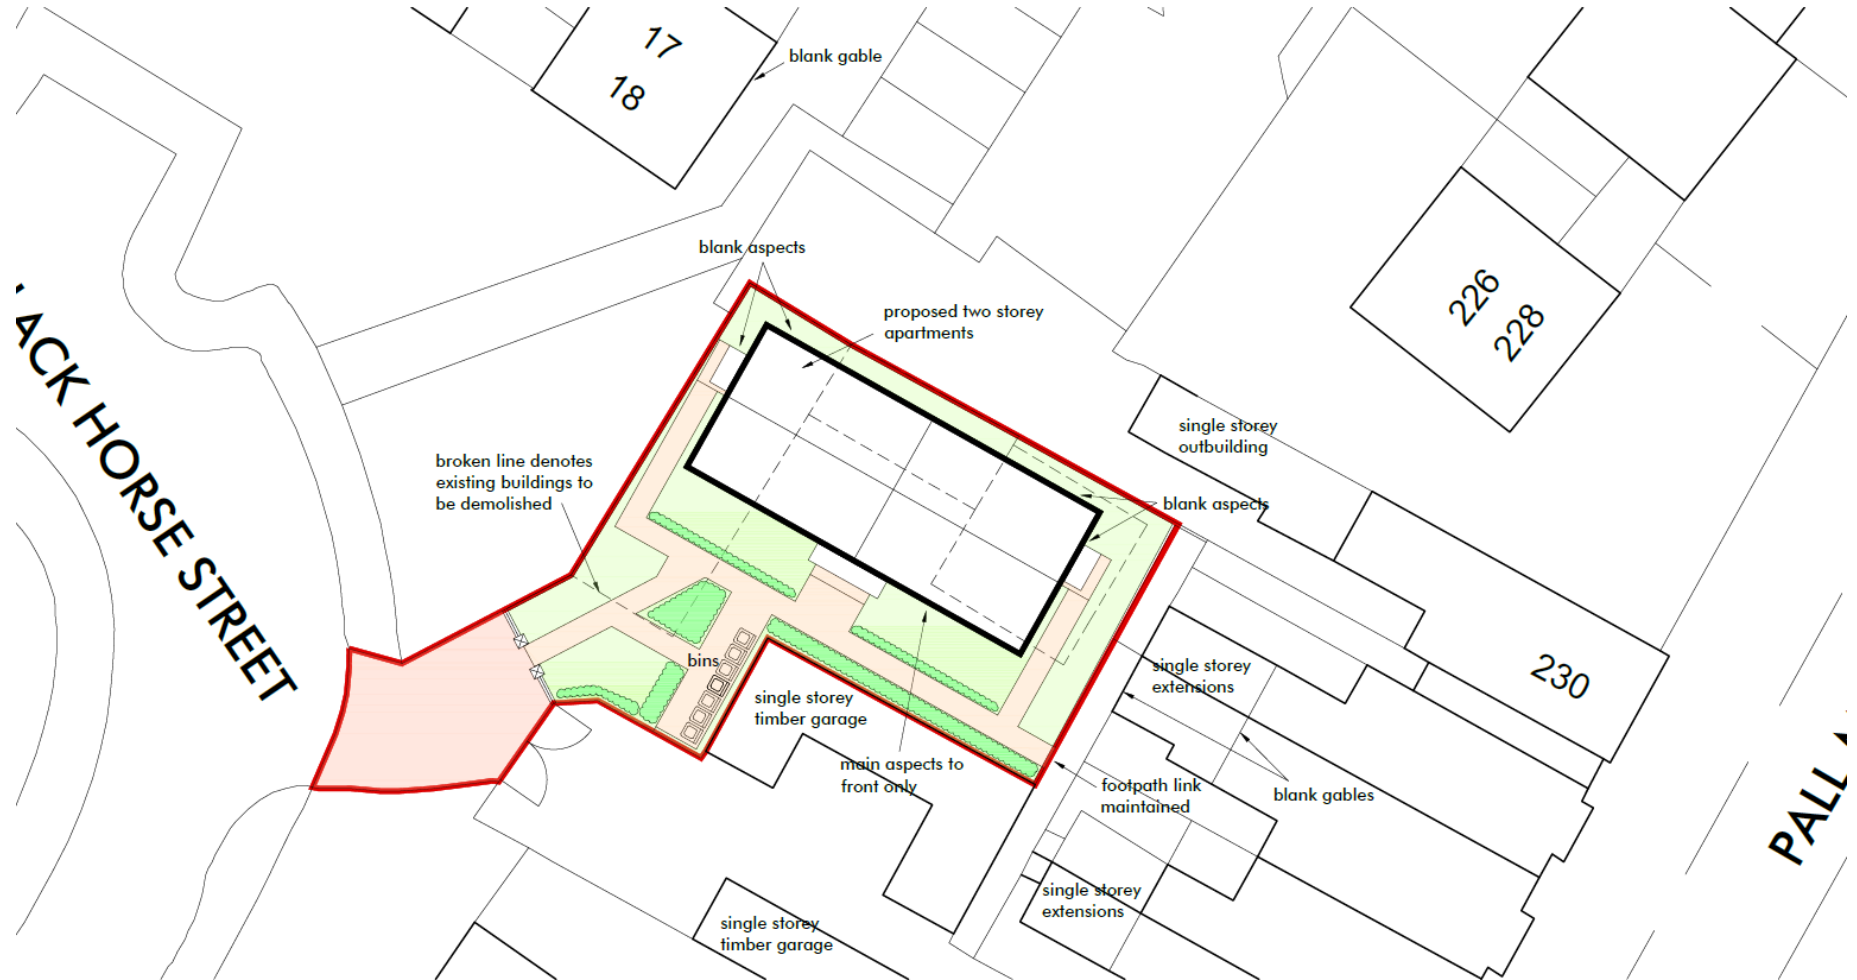 17
18
blank gable
blank aspects
proposed two storey
apartments
226
228
single storey
outbuilding
broken line denotes
existing buildings to
be demolished
blank aspects
LACK HORSE STREET
bins
single storey
timber garage
single storey
extensions
230
main aspects to
front only
footpath link
maintained
blank gables
PALL
single storey
extensions
single storey
timber garage